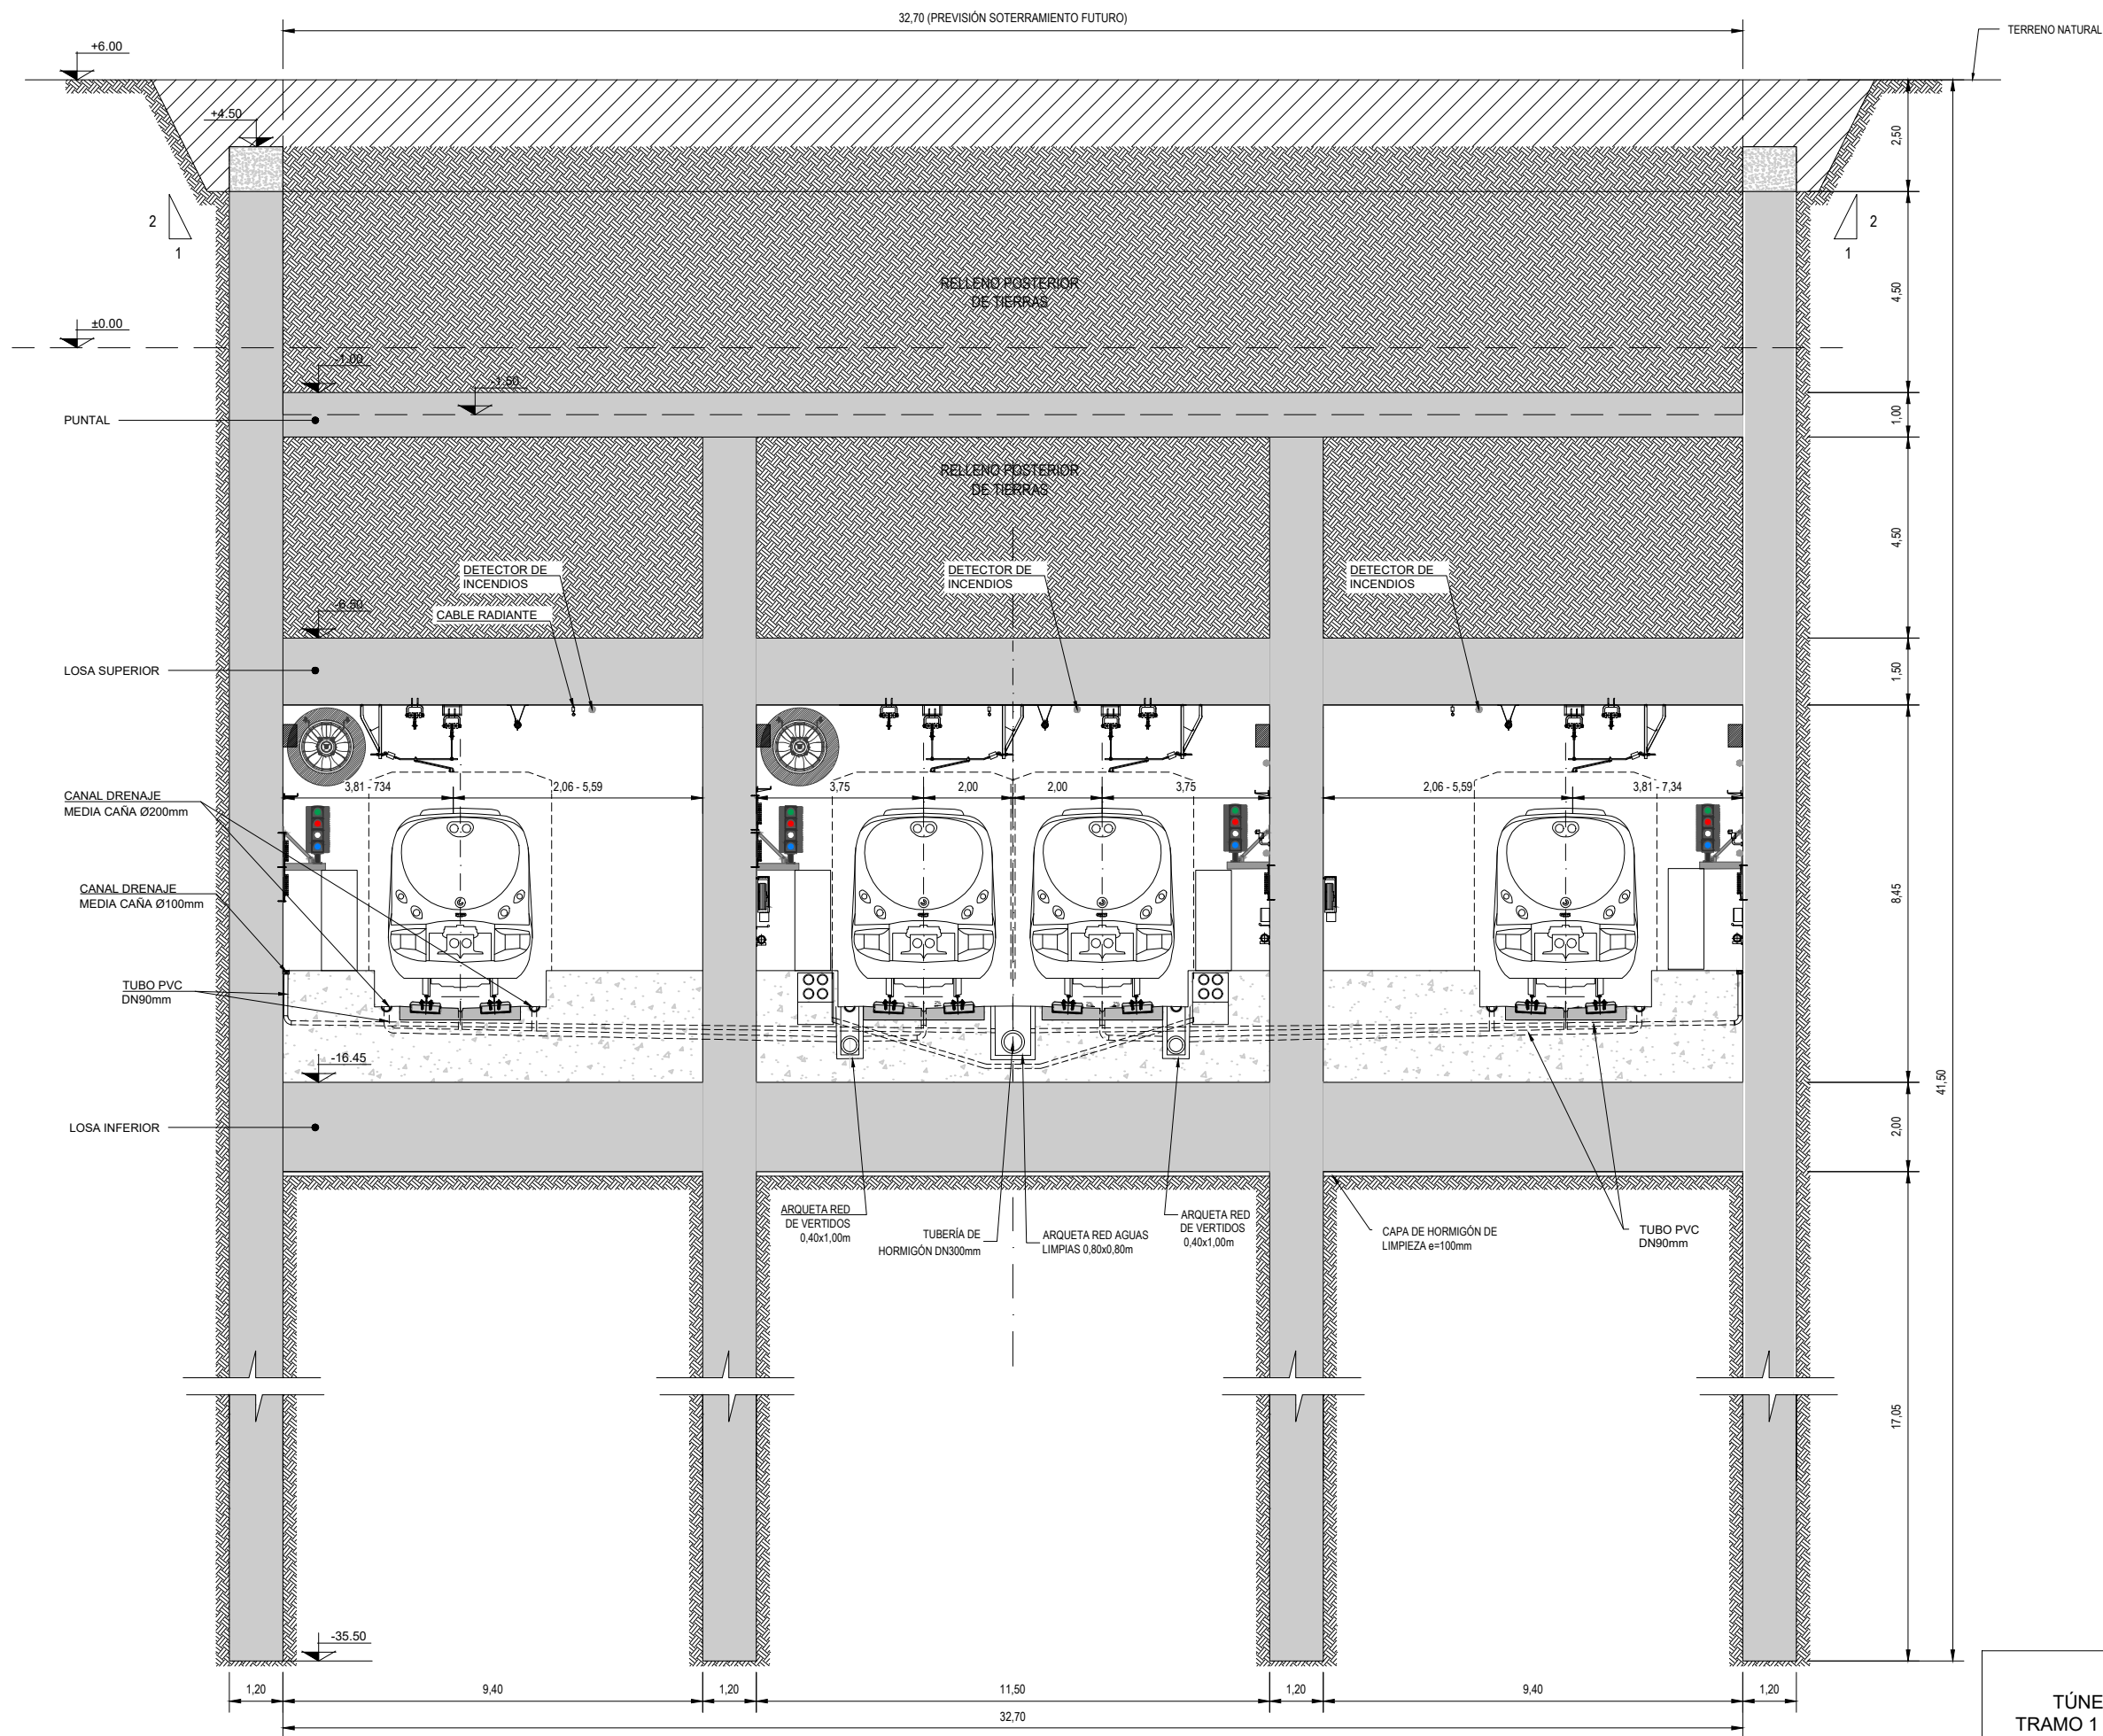 32,70 (PREVISIÓN SOTERRAMIENTO FUTURO)
TERRENO NATURAL
+6.00
+4.50
2,50
2
1
2
1
4,50
RELLENO POSTERIOR
DE TIERRAS
±0.00
-1.00
-1.50
PUNTAL
1,00
RELLENO POSTERIOR
DE TIERRAS
4,50
DETECTOR DE
INCENDIOS
DETECTOR DE
INCENDIOS
DETECTOR DE
INCENDIOS
CABLE RADIANTE
-6.50
LOSA SUPERIOR
1,50
3,81 - 734
2,06 - 5,59
3,75
2,00
2,00
3,75
2,06 - 5,59
3,81 - 7,34
CANAL DRENAJE
MEDIA CAÑA Ø200mm
CANAL DRENAJE
MEDIA CAÑA Ø100mm
8,45
TUBO PVC
DN90mm
-16.45
41,50
LOSA INFERIOR
2,00
ARQUETA RED
DE VERTIDOS
0,40x1,00m
TUBERÍA DE
HORMIGÓN DN300mm
ARQUETA RED AGUAS
LIMPIAS 0,80x0,80m
ARQUETA RED
DE VERTIDOS
0,40x1,00m
CAPA DE HORMIGÓN DE
LIMPIEZA e=100mm
TUBO PVC
DN90mm
17,05
-35.50
1,20
9,40
1,20
11,50
1,20
9,40
1,20
32,70
TÚNE
TRAMO 1